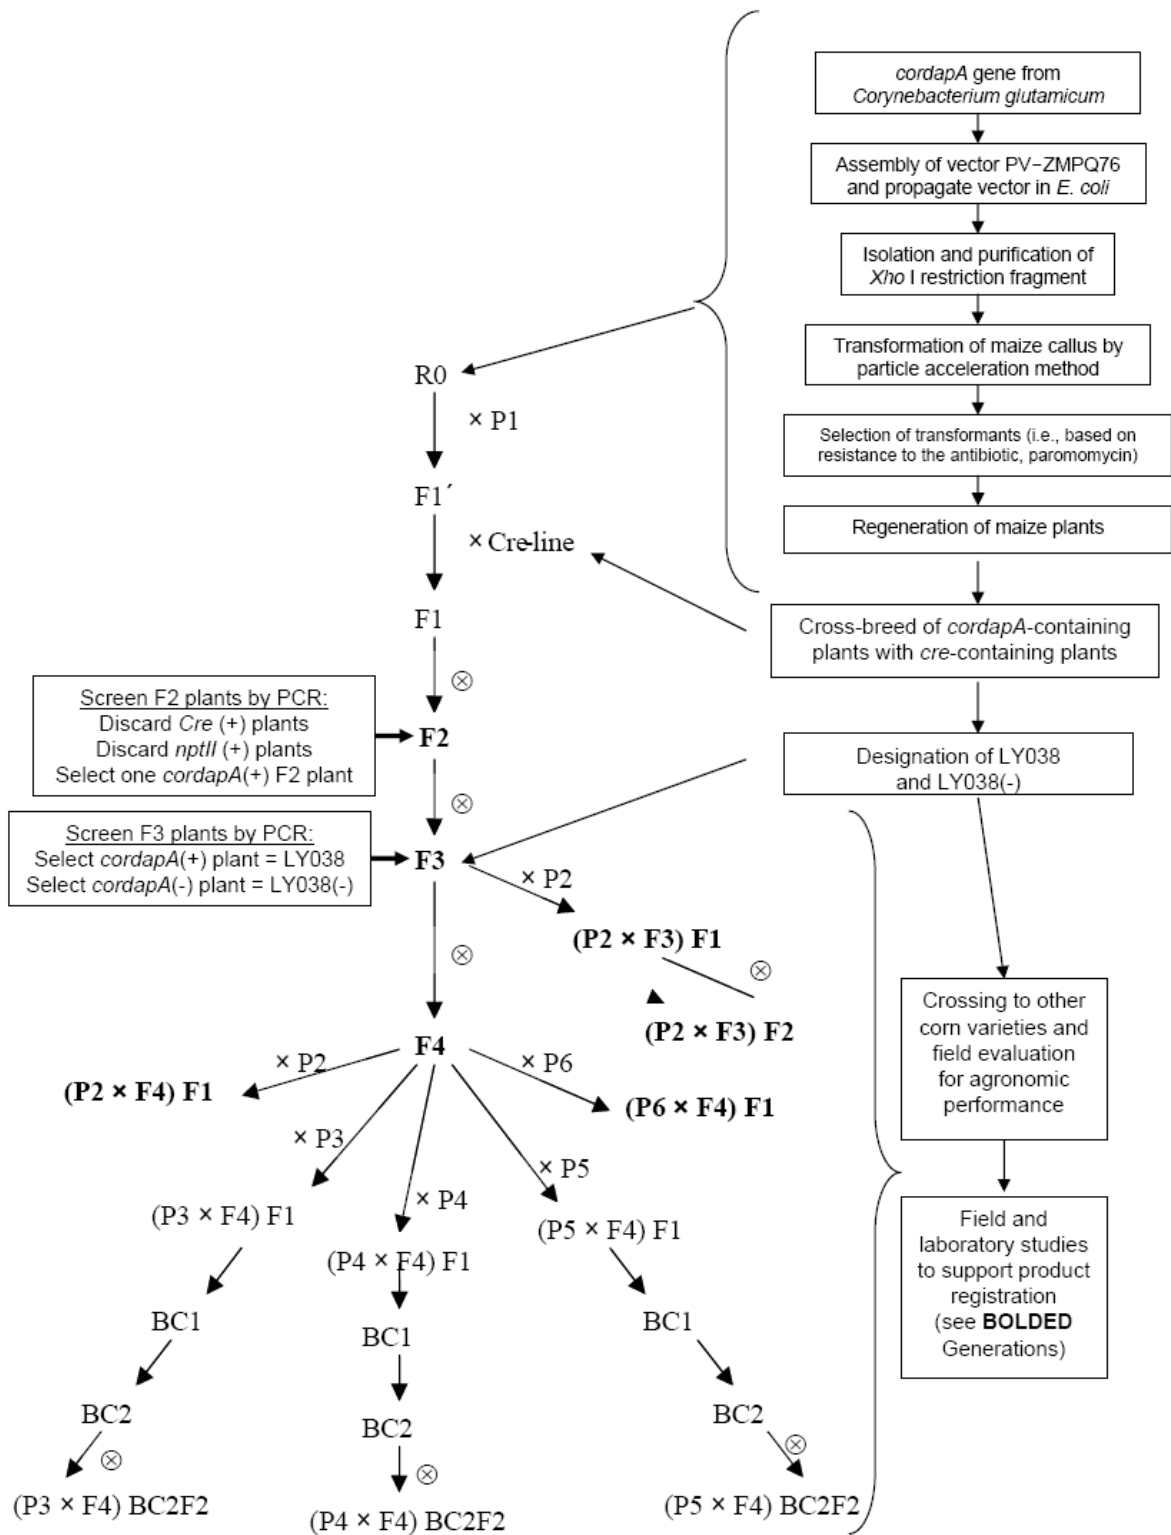 cordapA gene from
Corynebacterium glutamicum
Assembly of vector PV-ZMPQ76
and propagate vector in E. coli
Isolation and purification of
Xho I restriction fragment
Transformation of maize callus by
particle acceleration method
Selection of transformants (i.e., based on
resistance to the antibiotic, paromomycin)
Regeneration of maize plants
Cross-breed of cordapA-containing
plants with cre-containing plants
Designation of LY038
and LY038(-)
Crossing to other
corn varieties and
field evaluation
for agronomic
performance
Field and
laboratory studies
to support product
registration
(see BOLDED
Generations)
R0
× P1
F1´
× Cre-line
F1
⊗
Screen F2 plants by PCR:
Discard Cre (+) plants
Discard nptII (+) plants
Select one cordapA(+) F2 plant
F2
⊗
Screen F3 plants by PCR:
Select cordapA(+) plant = LY038
Select cordapA(-) plant = LY038(-)
F3
× P2
(P2 × F3) F1
⊗
⊗
(P2 × F3) F2
F4
× P2
× P6
(P2 × F4) F1
(P6 × F4) F1
× P3
× P5
× P4
(P3 × F4) F1
(P5 × F4) F1
(P4 × F4) F1
BC1
BC1
BC1
BC2
BC2
BC2
⊗
⊗
⊗
(P3 × F4) BC2F2
(P4 × F4) BC2F2
(P5 × F4) BC2F2